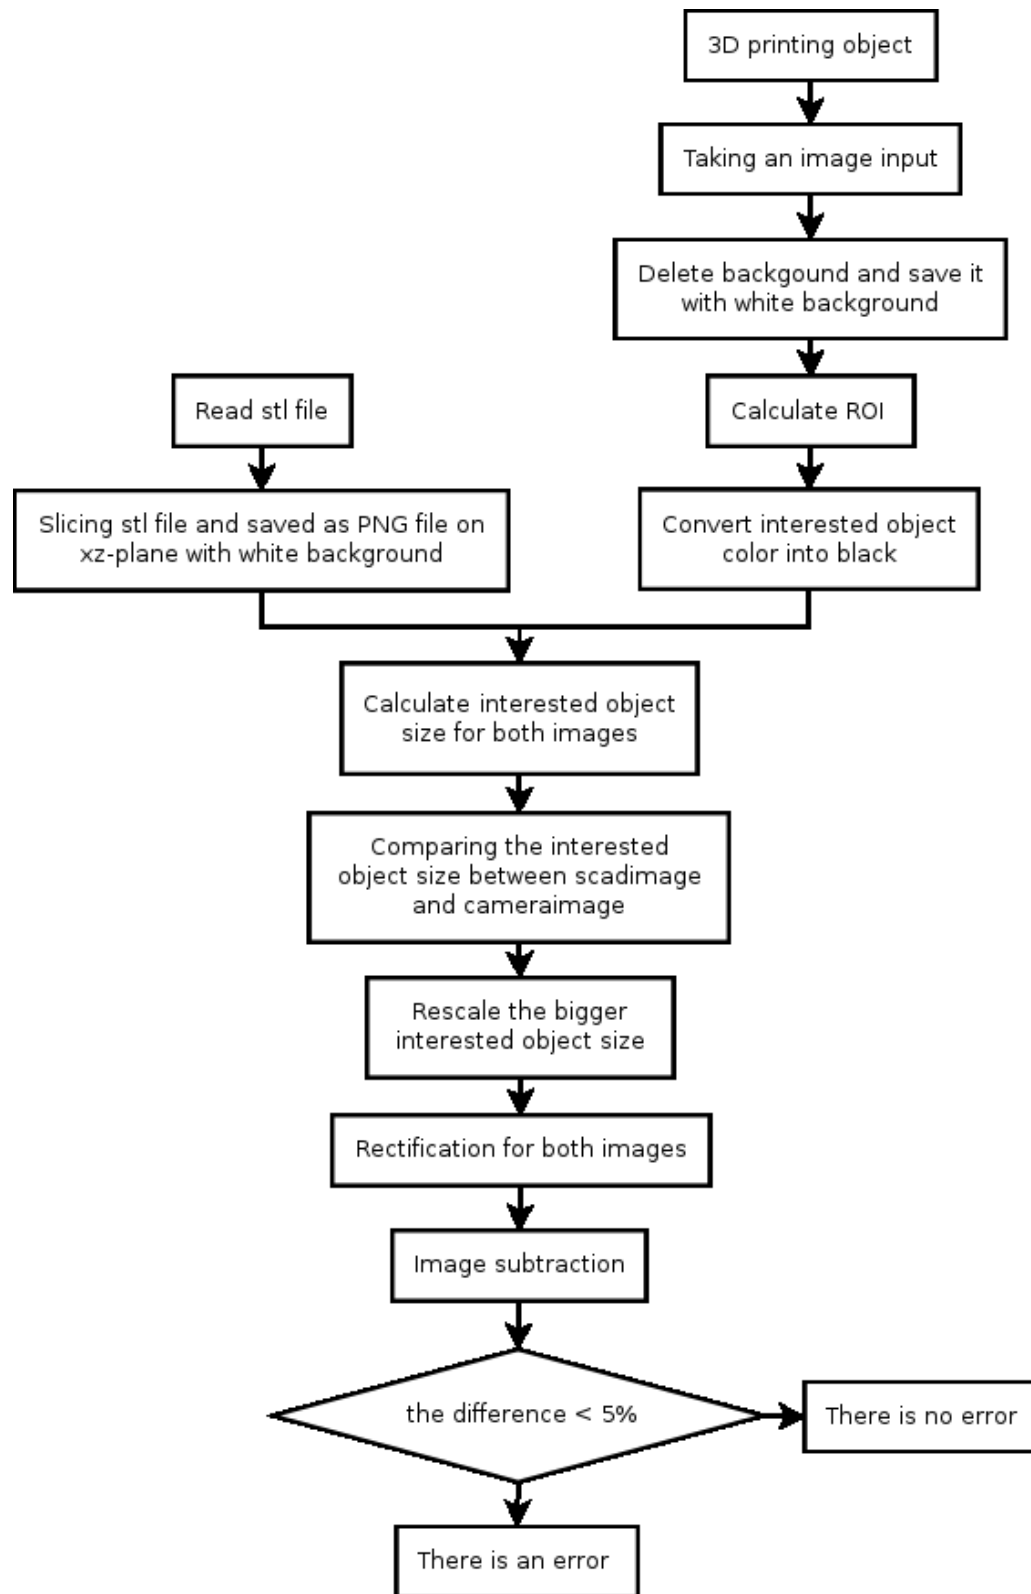 3D printing object
Taking an image input
Delete backgound and save it
with white background
Read stl file
Calculate ROI
Slicing stl file and saved as PNG file on
xz-plane with white background
Convert interested object
color into black
Calculate interested object
size for both images
Comparing the interested
object size between scadimage
and cameraimage
Rescale the bigger
interested object size
Rectification for both images
Image subtraction
the difference < 5%
There is no error
There is an error